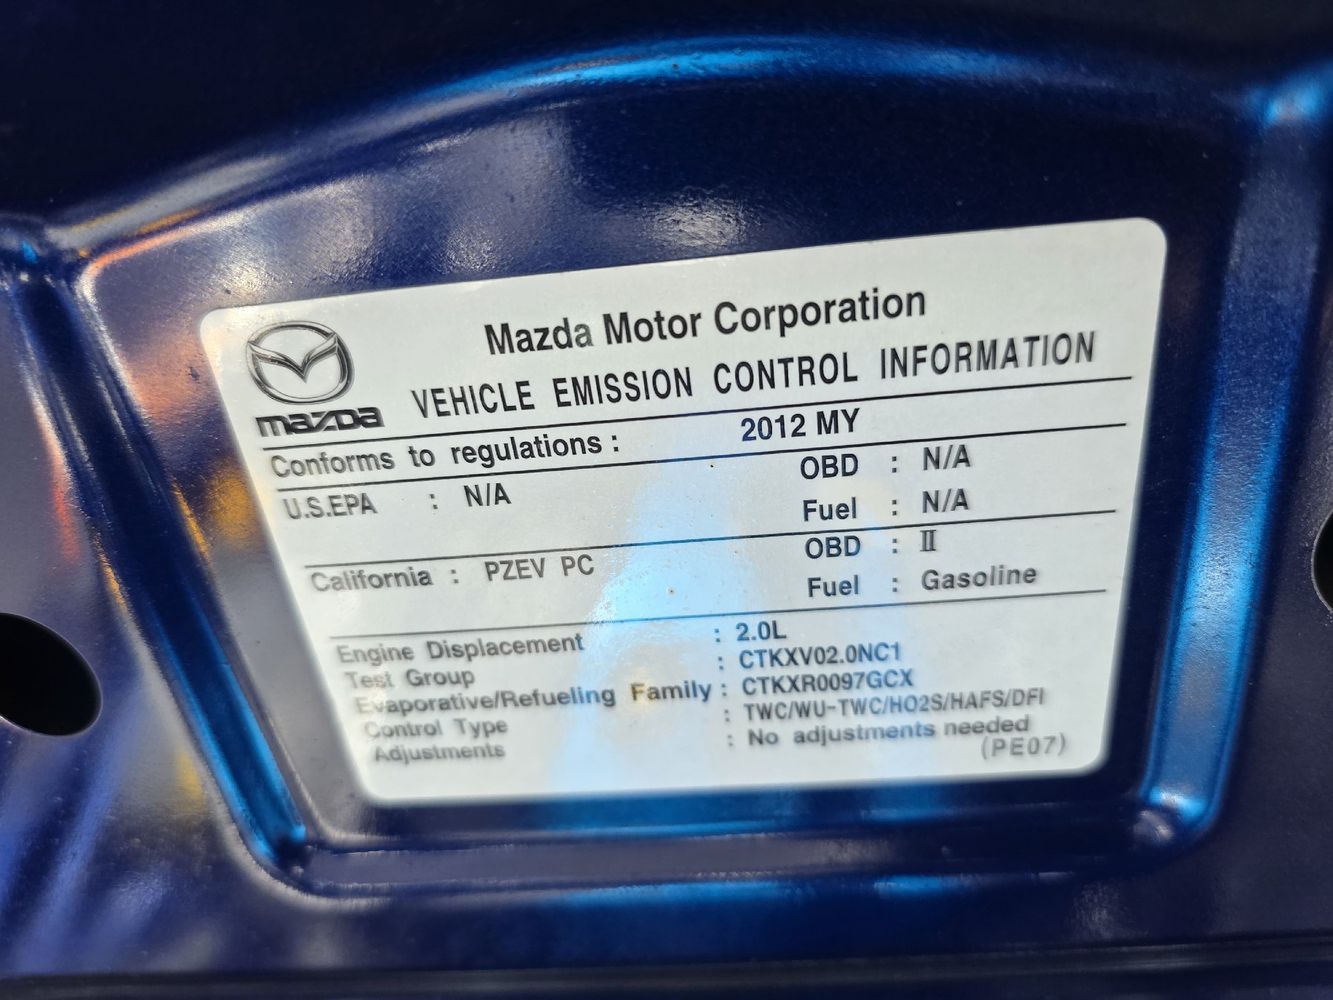 Mazda Motor Corporation
mazda
VEHICLE EMISSION CONTROL INFORMATION
Conforms to regulations : 2012 MY
U.S.EPA : N/A OBD : N/A
Fuel : N/A
California : PZEV PC OBD : II
Fuel : Gasoline
Engine Displacement : 2.0L
Test Group : CTKXV02.0NC1
Evaporative/Refueling Family : CTKXR0097GCX
Control Type : TWC/WU-TWC/HO2S/HAFS/DFI
Adjustments : No adjustments needed
(PE07)